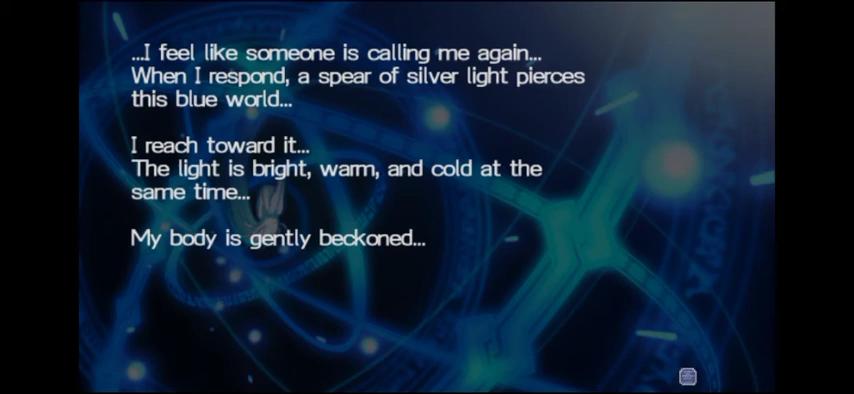 ...I feel like someone is calling me again...
When I respond, a spear of silver light pierces
this blue world...
I reach toward it...
The light is bright, warm, and cold at the
same time...
My body is gently beckoned...